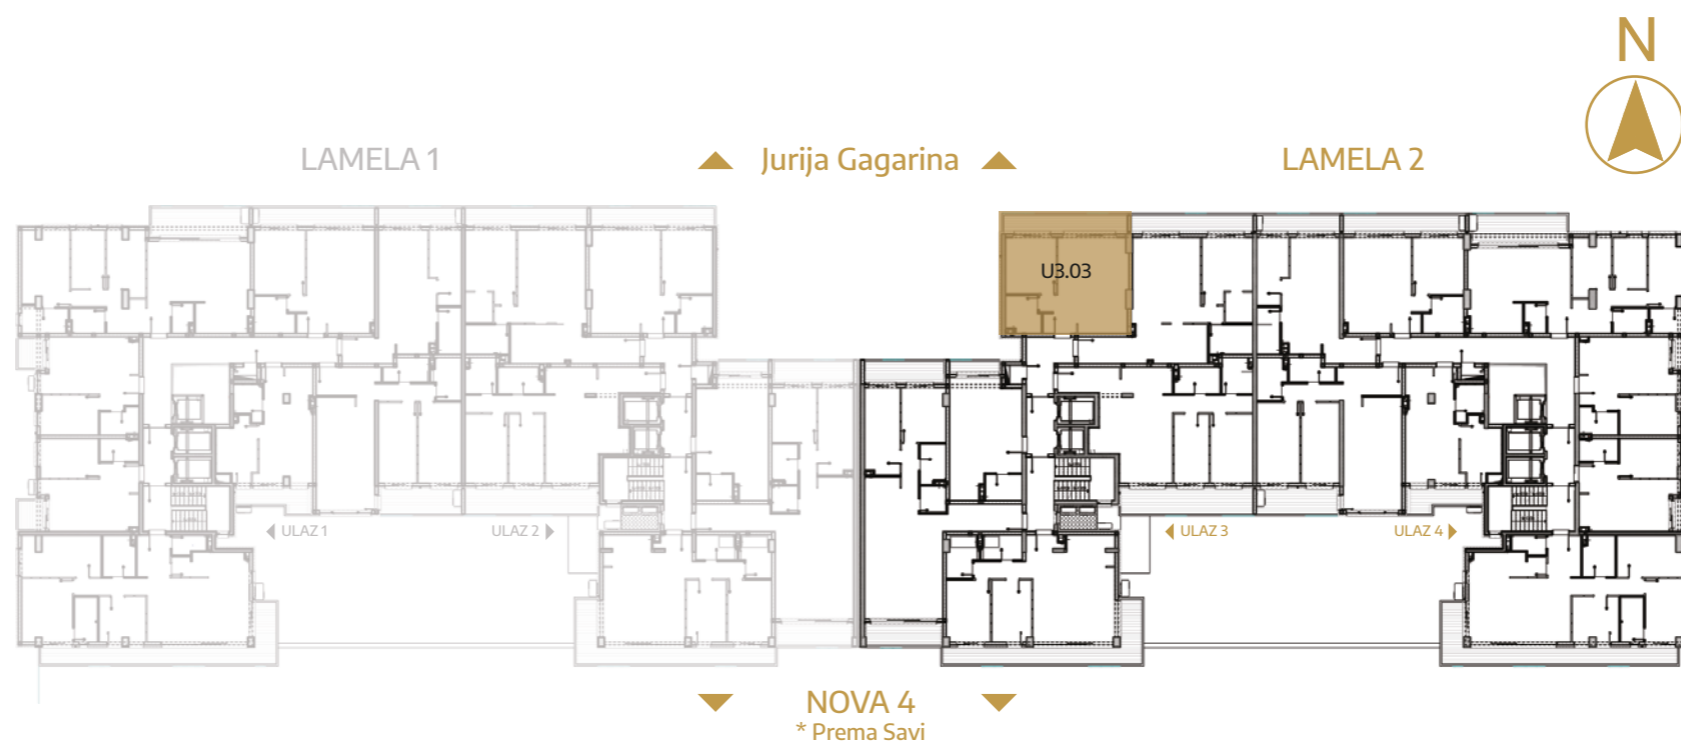 N
LAMELA 1
Jurija Gagarina
LAMELA 2
U3.03
ULAZ 1
ULAZ 2
ULAZ 3
ULAZ 4
NOVA 4
* Prema Savi